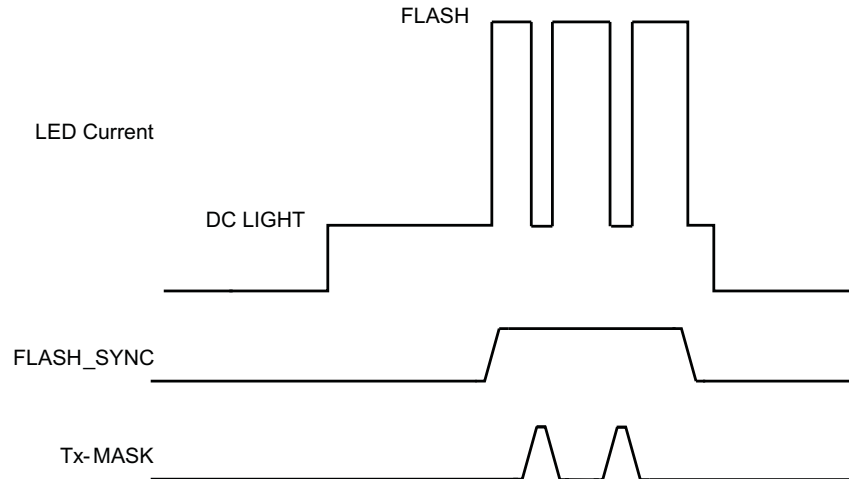 FLASH
LED Current
DC LIGHT
FLASH_SYNC
Tx-MASK